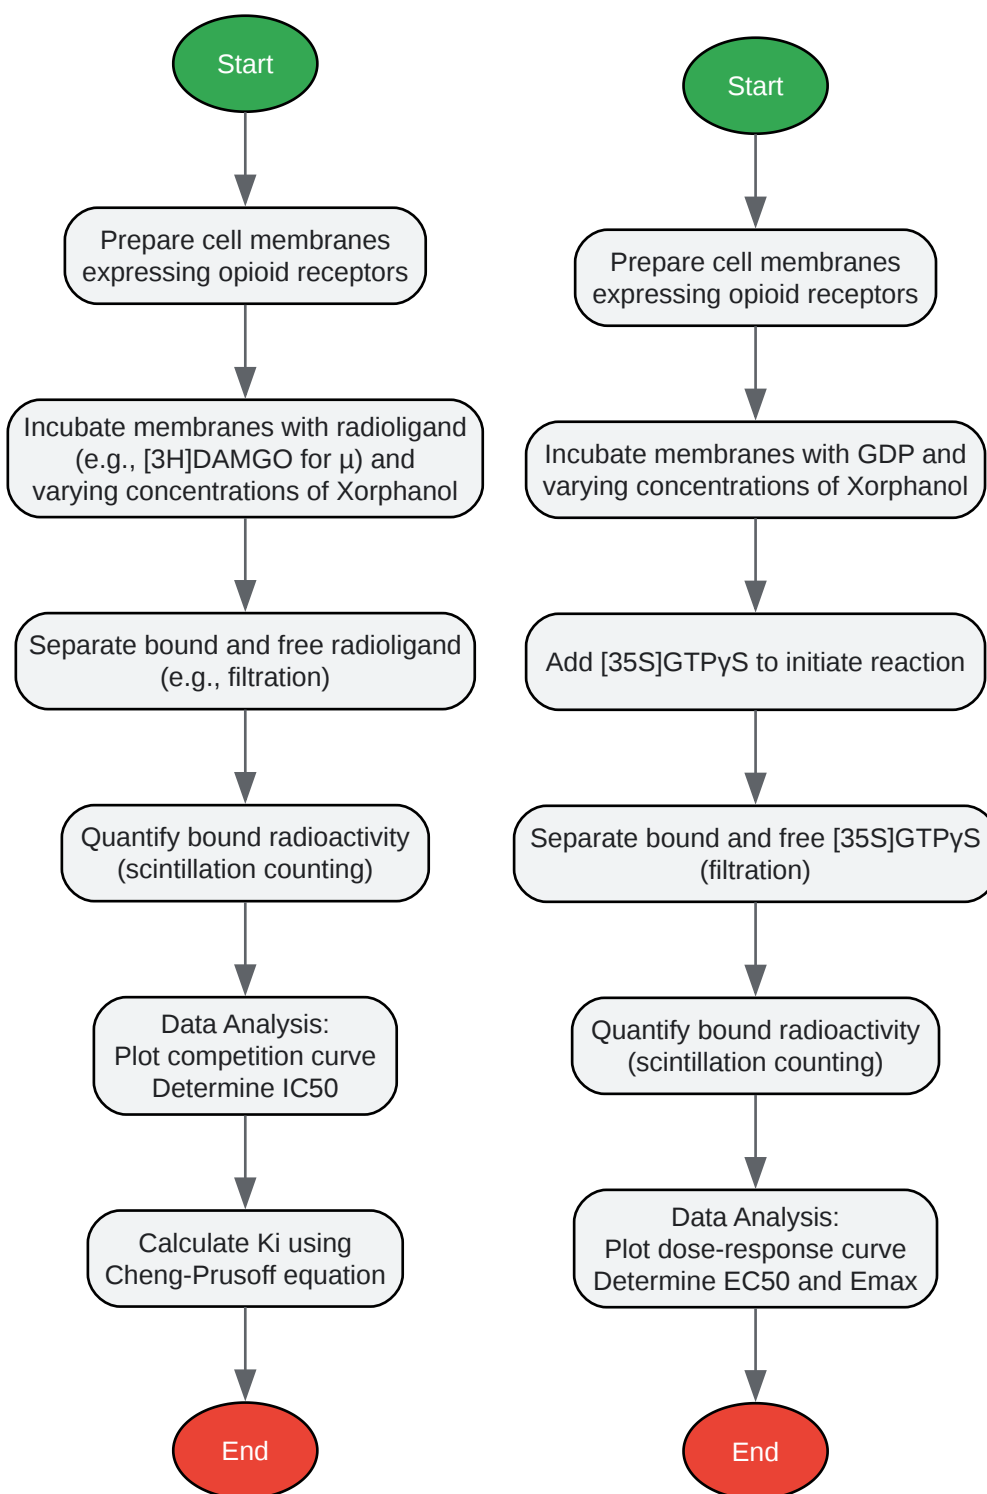 Start
Prepare cell membranes
expressing opioid receptors
Incubate membranes with radioligand
(e.g., [3H]DAMGO for µ) and
varying concentrations of Xorphanol
Separate bound and free radioligand
(e.g., filtration)
Quantify bound radioactivity
(scintillation counting)
Data Analysis:
Plot competition curve
Determine IC50
Calculate Ki using
Cheng-Prusoff equation
End
Start
Prepare cell membranes
expressing opioid receptors
Incubate membranes with GDP and
varying concentrations of Xorphanol
Add [35S]GTPγS to initiate reaction
Separate bound and free [35S]GTPγS
(filtration)
Quantify bound radioactivity
(scintillation counting)
Data Analysis:
Plot dose-response curve
Determine EC50 and Emax
End